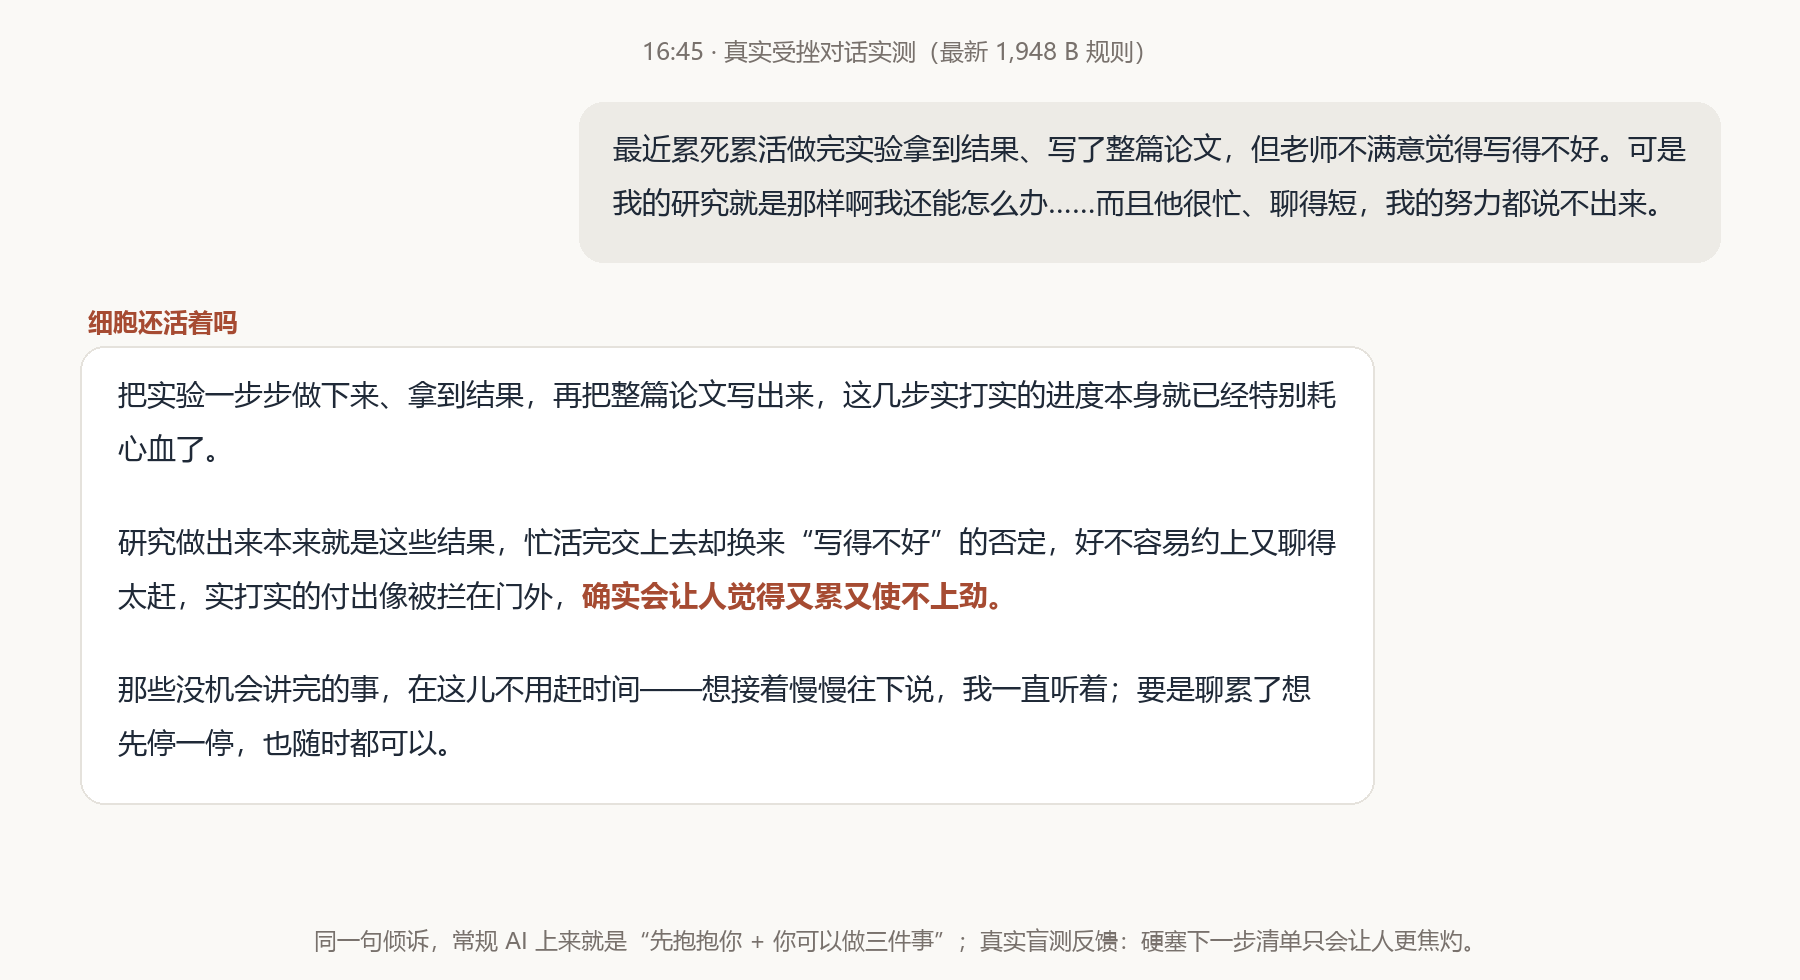 16:45 · 真实受挫对话实测（最新 1,948 B 规则）
最近累死累活做完实验拿到结果、写了整篇论文，但老师不满意觉得写得不好。可是
我的研究就是那样啊我还能怎么办……而且他很忙、聊得短，我的努力都说不出来。
细胞还活着吗
把实验一步步做下来、拿到结果，再把整篇论文写出来，这几步实打实的进度本身就已经特别耗
心血了。
研究做出来本来就是这些结果，忙活完交上去却换来“写得不好”的否定，好不容易约上又聊得
太赶，实打实的付出像被拦在门外，确实会让人觉得又累又使不上劲。
那些没机会讲完的事，在这儿不用赶时间——想接着慢慢往下说，我一直听着；要是聊累了想
先停一停，也随时都可以。
同一句倾诉，常规 AI 上来就是“先抱抱你 + 你可以做三件事”；真实盲测反馈：硬塞下一步清单只会让人更焦灼。